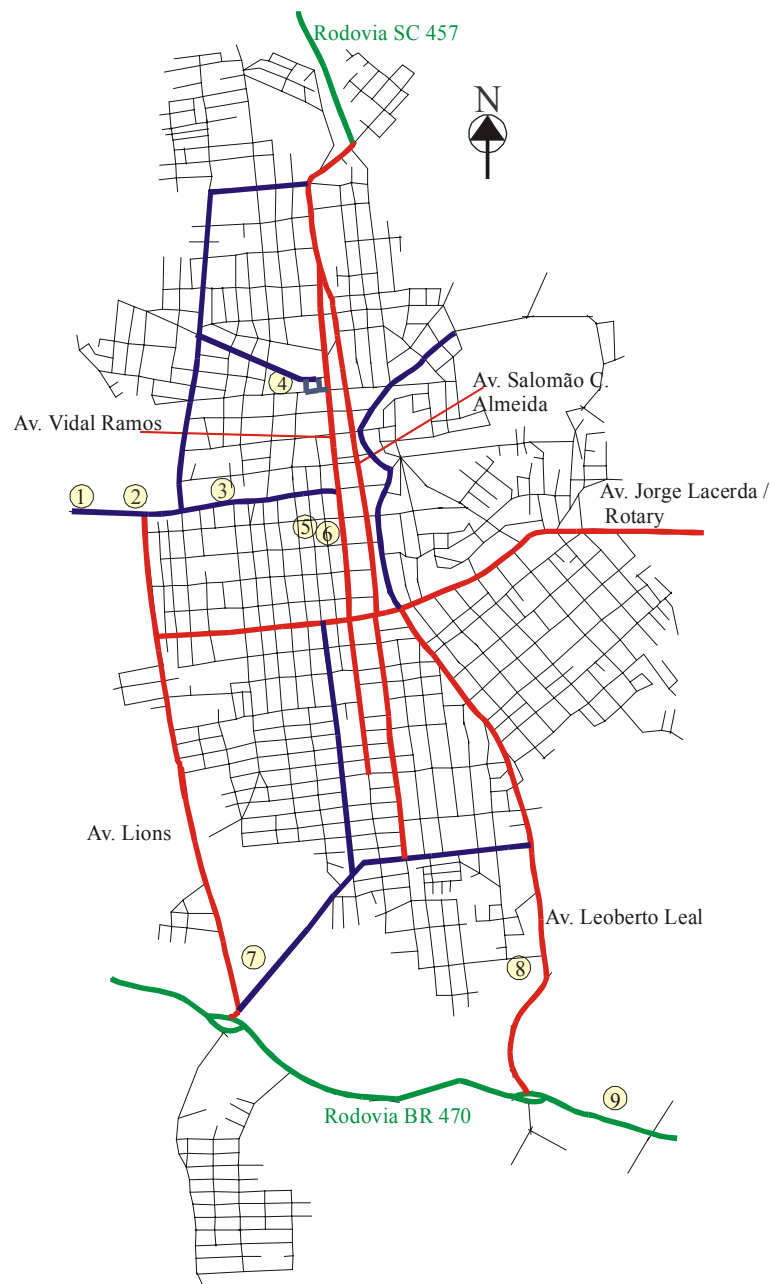 Rodovia SC 457
N
4
Av. Salomão C.
Almeida
Av. Vidal Ramos
1
2
3
Av. Jorge Lacerda /
Rotary
5
6
Av. Lions
Av. Leoberto Leal
7
8
9
Rodovia BR 470